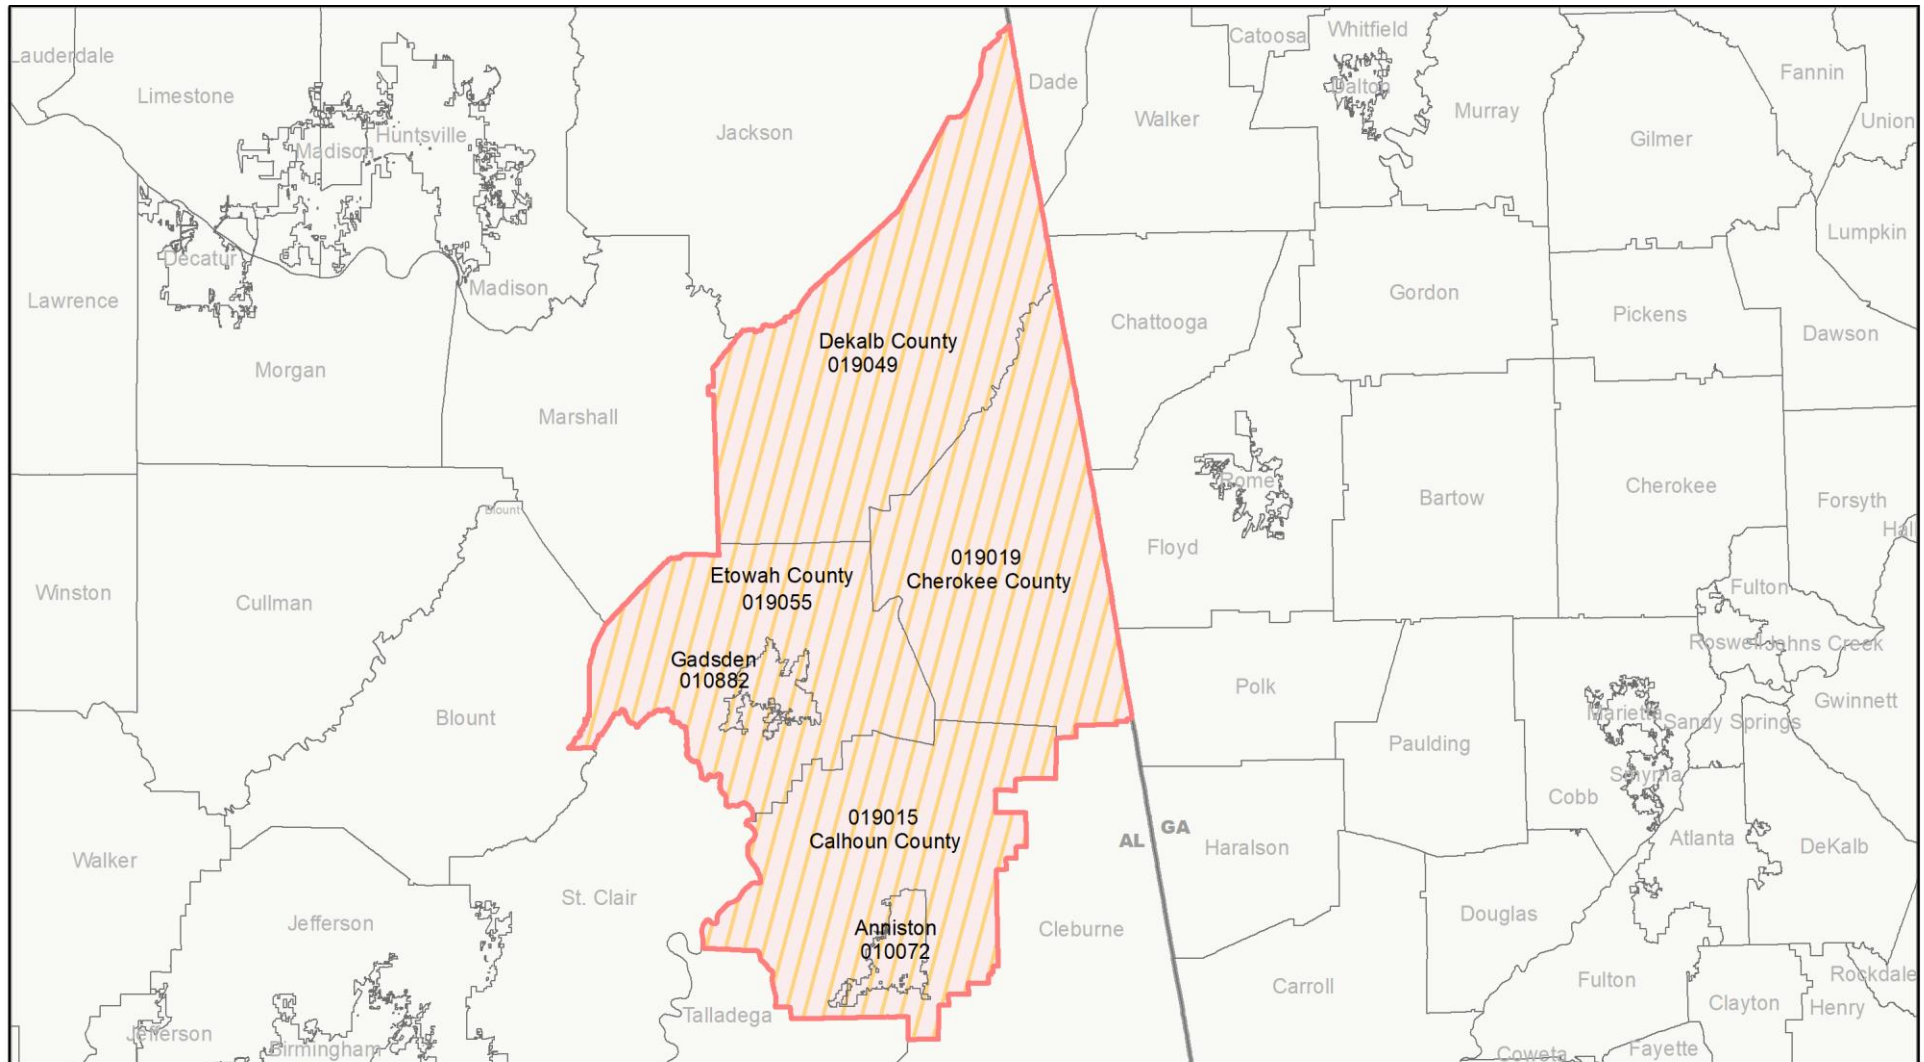 Lauderdale
Limestone
Madison
Huntsville
Decatur
Madison
Lawrence
Morgan
Jackson
Marshall
Blount
Winston
Cullman
Blount
Walker
Jefferson
Jefferson
Birmingham
St. Clair
Talladega
Cleburne
Dekalb County
019049
019019
Cherokee County
Etowah County
019055
Gadsden
010882
019015
Calhoun County
Anniston
010072
AL
GA
Dade
Walker
Catoosa
Whitfield
Dalton
Murray
Gilmer
Fannin
Union
Lumpkin
Chattooga
Gordon
Pickens
Dawson
Floyd
Rome
Bartow
Cherokee
Forsyth
Hall
Fulton
Roswell
Johns Creek
Polk
Paulding
Marietta
Sandy Springs
Gwinnett
Smyrna
Cobb
Haralson
Atlanta
DeKalb
Douglas
Carroll
Fulton
Clayton
Rockdale
Henry
Coweta
Fayette